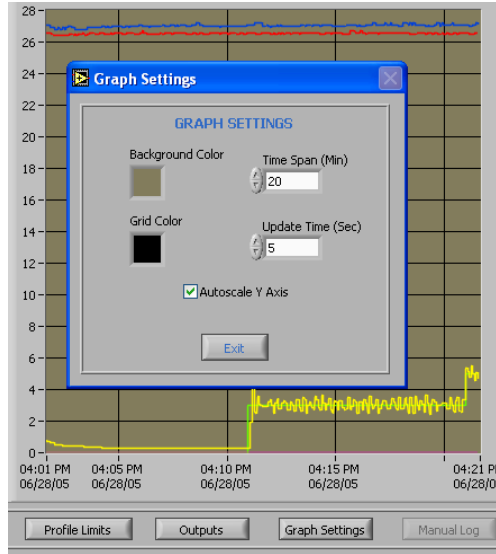 28
26
24
22
20
18
16
14
12
10
8
6
4
2
0
Graph Settings
GRAPH SETTINGS
Background Color
Time Span (Min)
20
Grid Color
Update Time (Sec)
5
Autoscale Y Axis
Exit
04:01 PM 04:05 PM 04:10 PM 04:15 PM 04:21 P
06/28/05 06/28/05 06/28/05 06/28/05 06/28/0
Profile Limits Outputs Graph Settings Manual Log